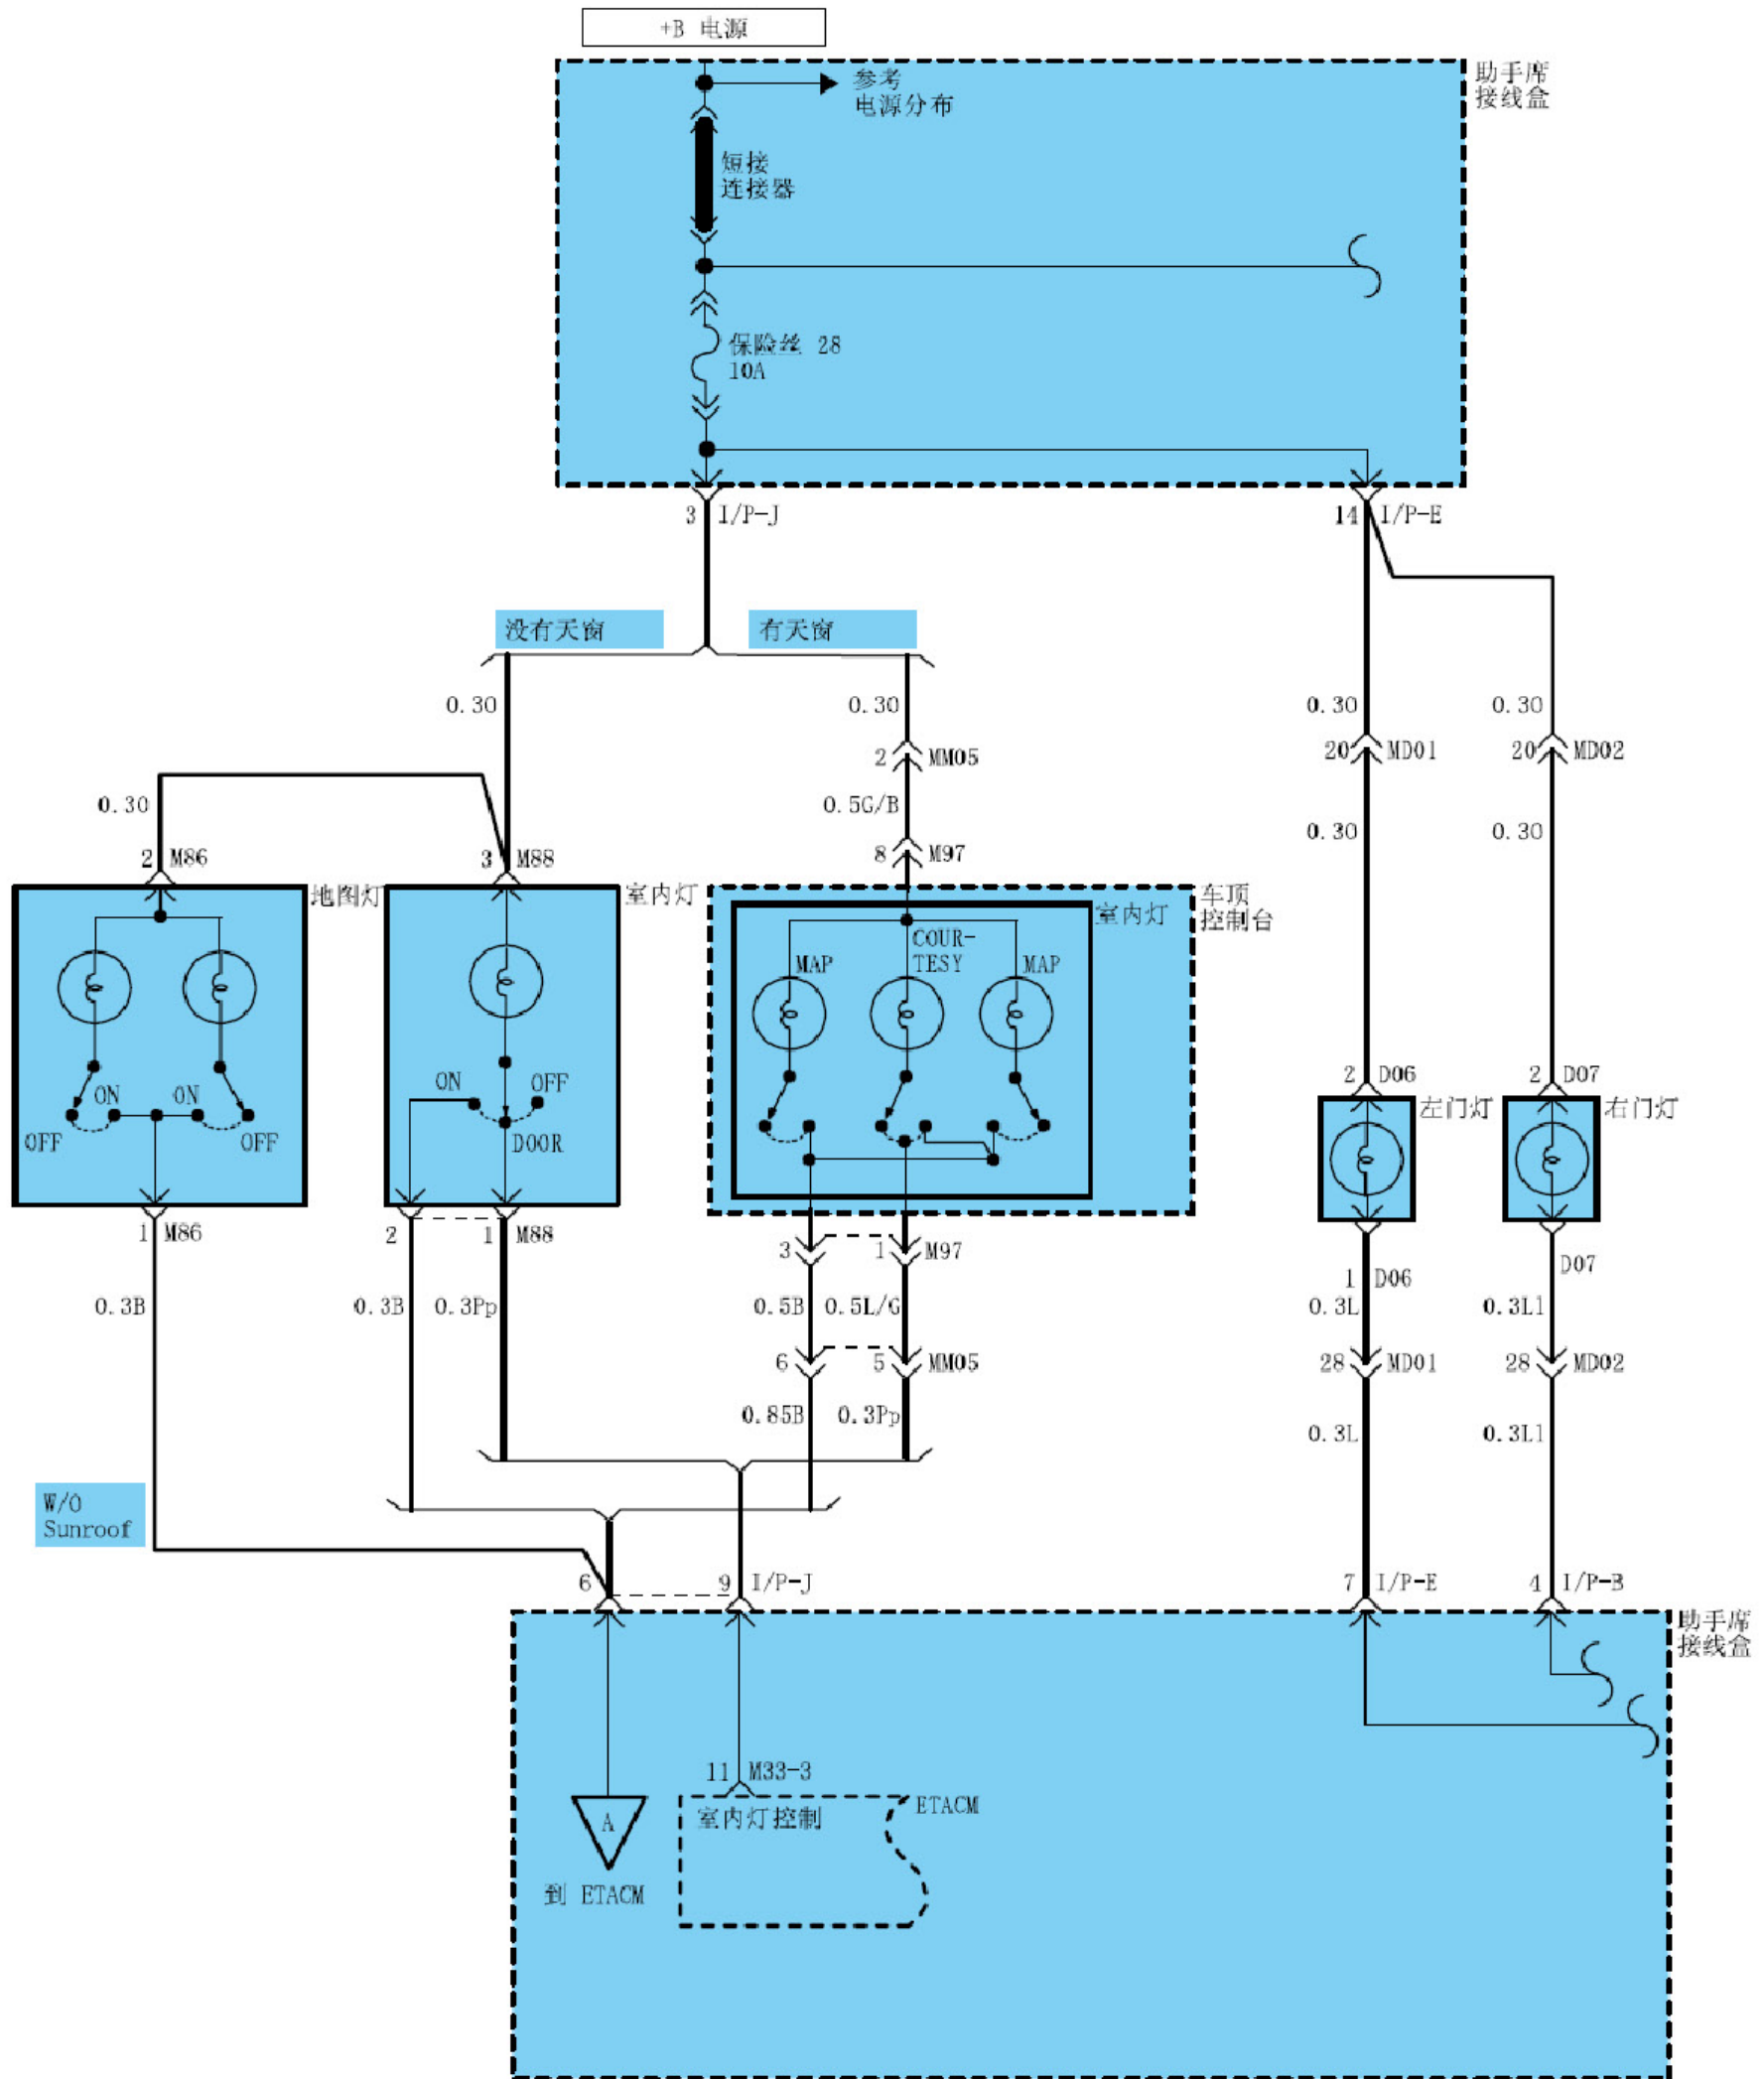 +B 电源
参考
电源分布
助手席
接线盒
短接
连接器
保险丝 28
10A
3 I/P-J
14 I/P-E
没有天窗
有天窗
0.30
0.30
0.30
0.30
2 MM05
20 MD01
20 MD02
0.30
0.5G/B
0.30
0.30
2 M86
3 M88
8 M97
地图灯
室内灯
车顶
控制台
室内灯
COUR-
TESY
MAP
MAP
ON
ON
OFF
OFF
ON
OFF
DOOR
2 D06
2 D07
左门灯
右门灯
1 M86
2
1 M88
3
1 M97
D07
1 D06
0.3B
0.3B
0.3Pp
0.5B
0.5L/G
0.3L
0.3Ll
6
5 MM05
28 MD01
28 MD02
0.85B
0.3Pp
0.3L
0.3Ll
W/O
Sunroof
6
9 I/P-J
7 I/P-E
4 I/P-B
助手席
接线盒
11 M33-3
A
室内灯控制
ETACM
到 ETACM